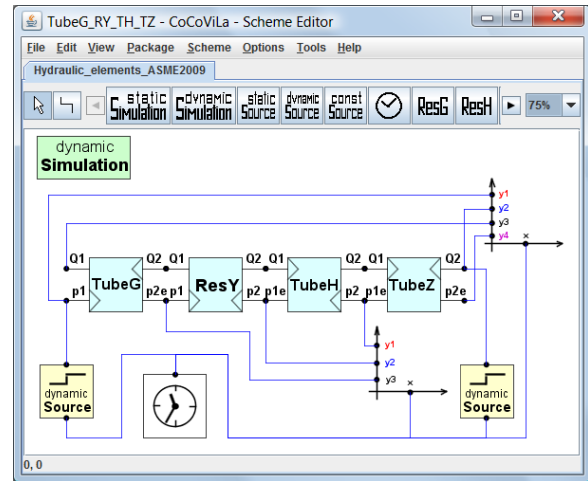 TubeG_RY_TH_TZ - CoCoViLa - Scheme Editor
File Edit View Package Scheme Options Tools Help
Hydraulic_elements_ASME2009
static Simulation dynamic Simulation static Source dynamic Source const Source ResG ResH 75%
dynamic
Simulation
y1
y2
y3
y4 x
Q1 Q2 Q1 Q2 Q1 Q2 Q1 Q2
TubeG ResY TubeH TubeZ
p1 p2e p1 p2 p1e p2 p1e p2e
y1
y2
y3 x
dynamic
Source
dynamic
Source
0, 0